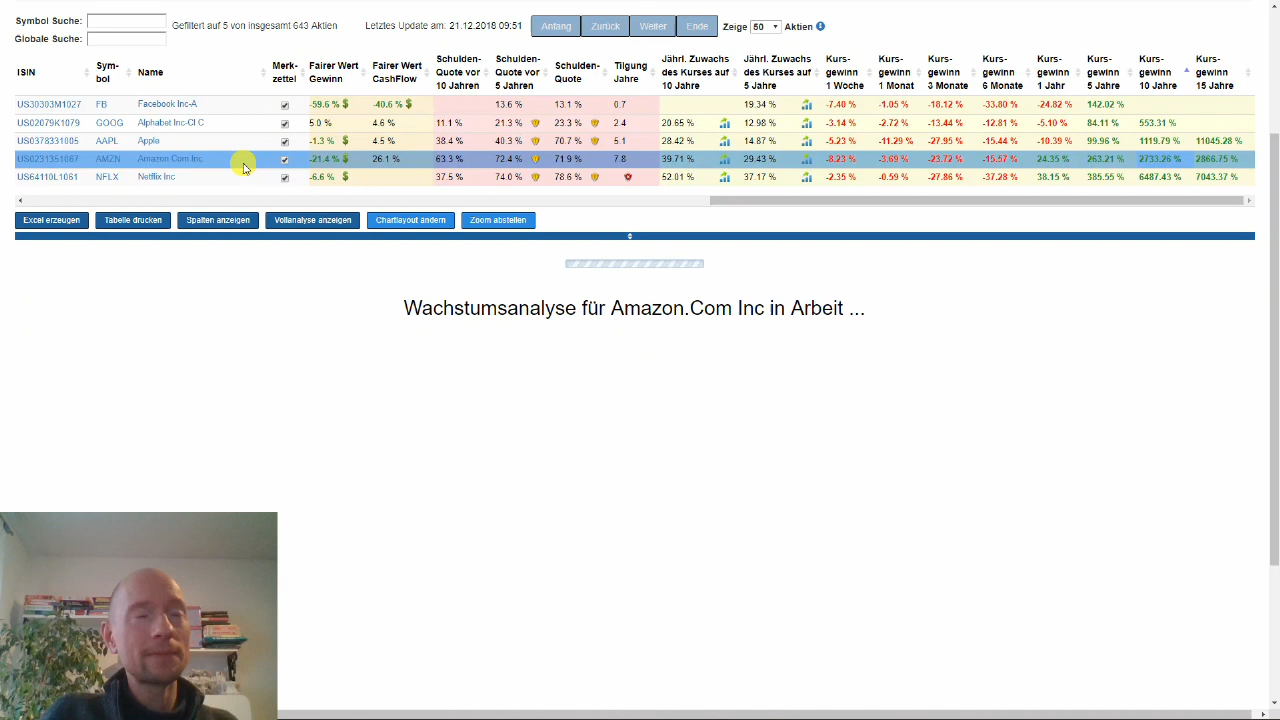 Symbol Suche:
Gefiltert auf 5 von insgesamt 643 Aktien
Letztes Update am: 21.12.2018 09:51
Anfang Zurück Weiter Ende
Zeige 50 Aktien
Globale Suche:
ISIN Sym-bol Name Merk-zettel Fairer Wert Gewinn Fairer Wert CashFlow Schulden-Quote vor 10 Jahren Schulden-Quote vor 5 Jahren Schulden-Quote Tilgung Jahre Jährl. Zuwachs des Kurses auf 10 Jahre Jährl. Zuwachs des Kurses auf 5 Jahre Kurs-gewinn 1 Woche Kurs-gewinn 1 Monat Kurs-gewinn 3 Monate Kurs-gewinn 6 Monate Kurs-gewinn 1 Jahr Kurs-gewinn 5 Jahre Kurs-gewinn 10 Jahre Kurs-gewinn 15 Jahre
US30303M1027 FB Facebook Inc-A -59.6 % $ -40.6 % $ 13.6 % 13.1 % 0.7 19.34 % -7.40 % -1.05 % -18.12 % -33.80 % -24.82 % 142.02 %
US02079K1079 GOOG Alphabet Inc-Cl C 5.0 % 4.6 % 11.1 % 21.3 % 23.3 % 2.4 20.65 % 12.98 % -3.14 % -2.72 % -13.44 % -12.81 % -5.10 % 84.11 % 553.31 %
US0378331005 AAPL Apple -1.3 % $ 4.5 % 38.4 % 40.3 % 70.7 % 5.1 28.42 % 14.87 % -5.23 % -11.29 % -27.95 % -15.44 % -10.39 % 99.96 % 1119.79 % 11045.28 %
US0231351067 AMZN Amazon.Com Inc -21.4 % $ 26.1 % 63.3 % 72.4 % 71.9 % 7.8 39.71 % 29.43 % -8.23 % -3.69 % -23.72 % -15.57 % 24.35 % 263.21 % 2733.26 % 2866.75 %
US64110L1061 NFLX Netflix Inc -6.6 % $ 37.5 % 74.0 % 78.6 % 52.01 % 37.17 % -2.35 % -0.59 % -27.86 % -37.28 % 38.15 % 385.55 % 6487.43 % 7043.37 %
Excel erzeugen Tabelle drucken Spalten anzeigen Vollanalyse anzeigen Chartlayout ändern Zoom abstellen
Wachstumsanalyse für Amazon.Com Inc in Arbeit ...